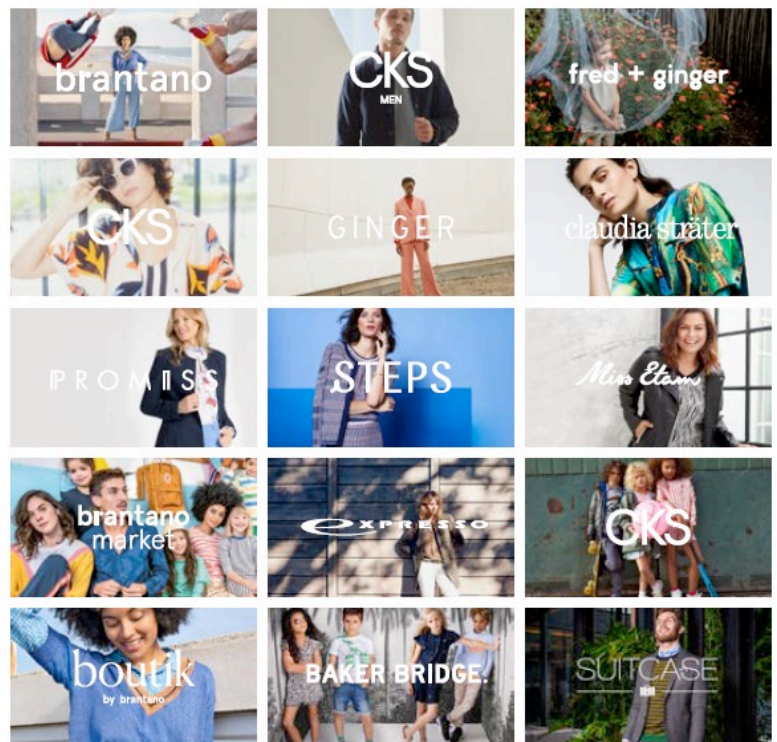 brantano
CKS
MEN
fred + ginger
CKS
GINGER
claudia sträter
PROMISS
STEPS
Miss Etam
brantano
market
expresso
CKS
boutik
by brantano
BAKER BRIDGE.
SUITCASE